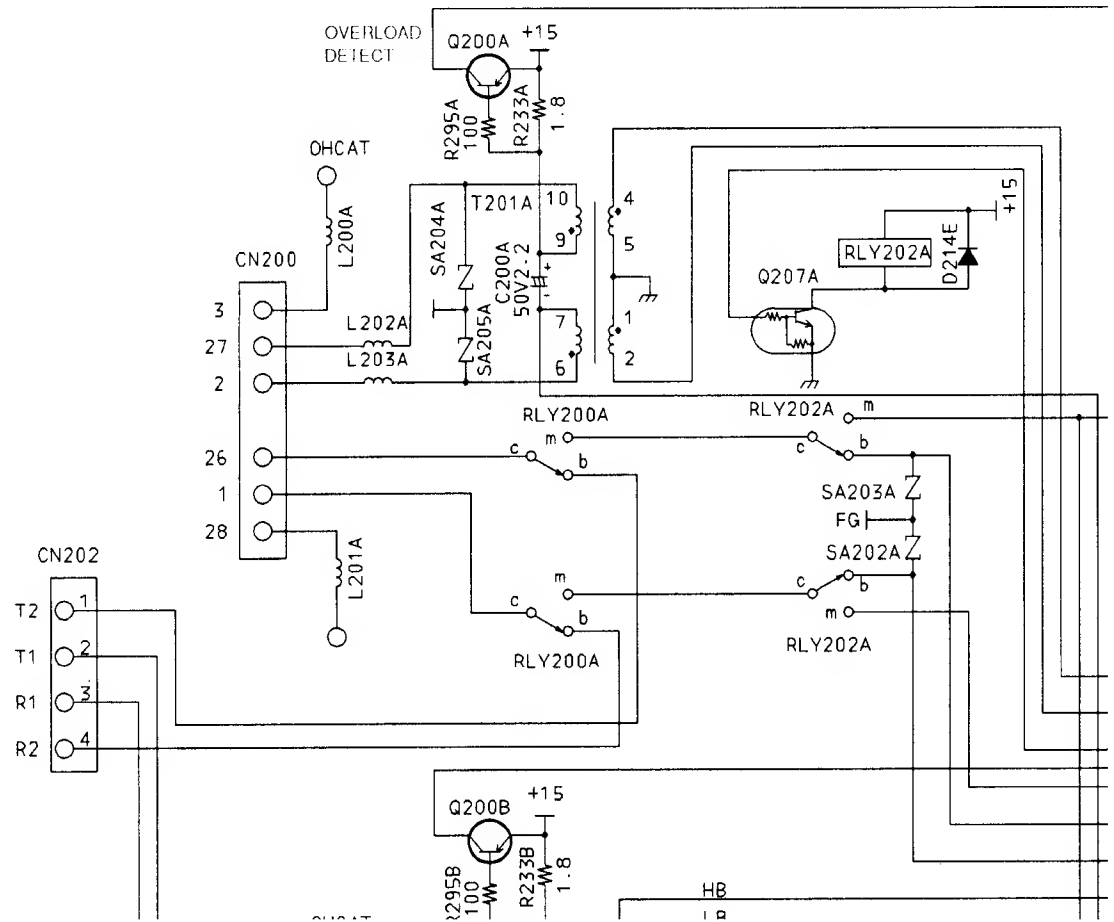 OVERLOAD
DETECT
Q200A
+15
R295A
100
R233A
1.8
OHCAT
L200A
T201A
10
9
4
5
SA204A
C200A
50V2.2
+
-
SA205A
7
6
1
2
+15
RLY202A
D214E
Q207A
CN200
3
27
2
26
1
28
L202A
L203A
L201A
RLY200A
m
c
b
RLY202A
m
c
b
SA203A
FG
SA202A
m
c
b
RLY200A
c
b
m
RLY202A
CN202
T2
1
T1
2
R1
3
R2
4
Q200B
+15
R295B
100
R233B
1.8
HB
LB
OHCAT